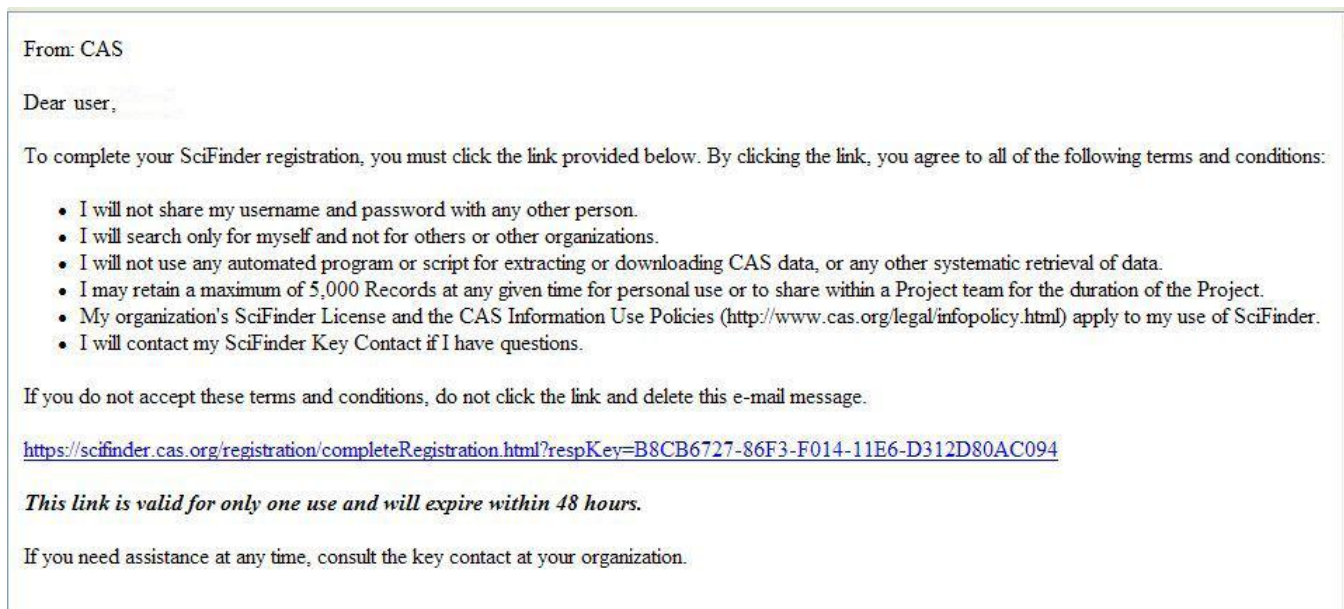 From: CAS
Dear user,
To complete your SciFinder registration, you must click the link provided below. By clicking the link, you agree to all of the following terms and conditions:
• I will not share my username and password with any other person.
• I will search only for myself and not for others or other organizations.
• I will not use any automated program or script for extracting or downloading CAS data, or any other systematic retrieval of data.
• I may retain a maximum of 5,000 Records at any given time for personal use or to share within a Project team for the duration of the Project.
• My organization's SciFinder License and the CAS Information Use Policies (http://www.cas.org/legal/infopolicy.html) apply to my use of SciFinder.
• I will contact my SciFinder Key Contact if I have questions.
If you do not accept these terms and conditions, do not click the link and delete this e-mail message.
https://scifinder.cas.org/registration/completeRegistration.html?respKey=B8CB6727-86F3-F014-11E6-D312D80AC094
This link is valid for only one use and will expire within 48 hours.
If you need assistance at any time, consult the key contact at your organization.